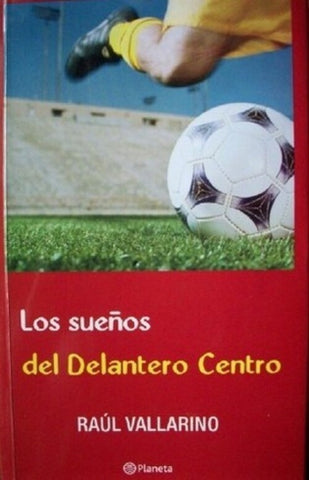 Los sueños
del Delantero Centro
RAÚL VALLARINO
Planeta